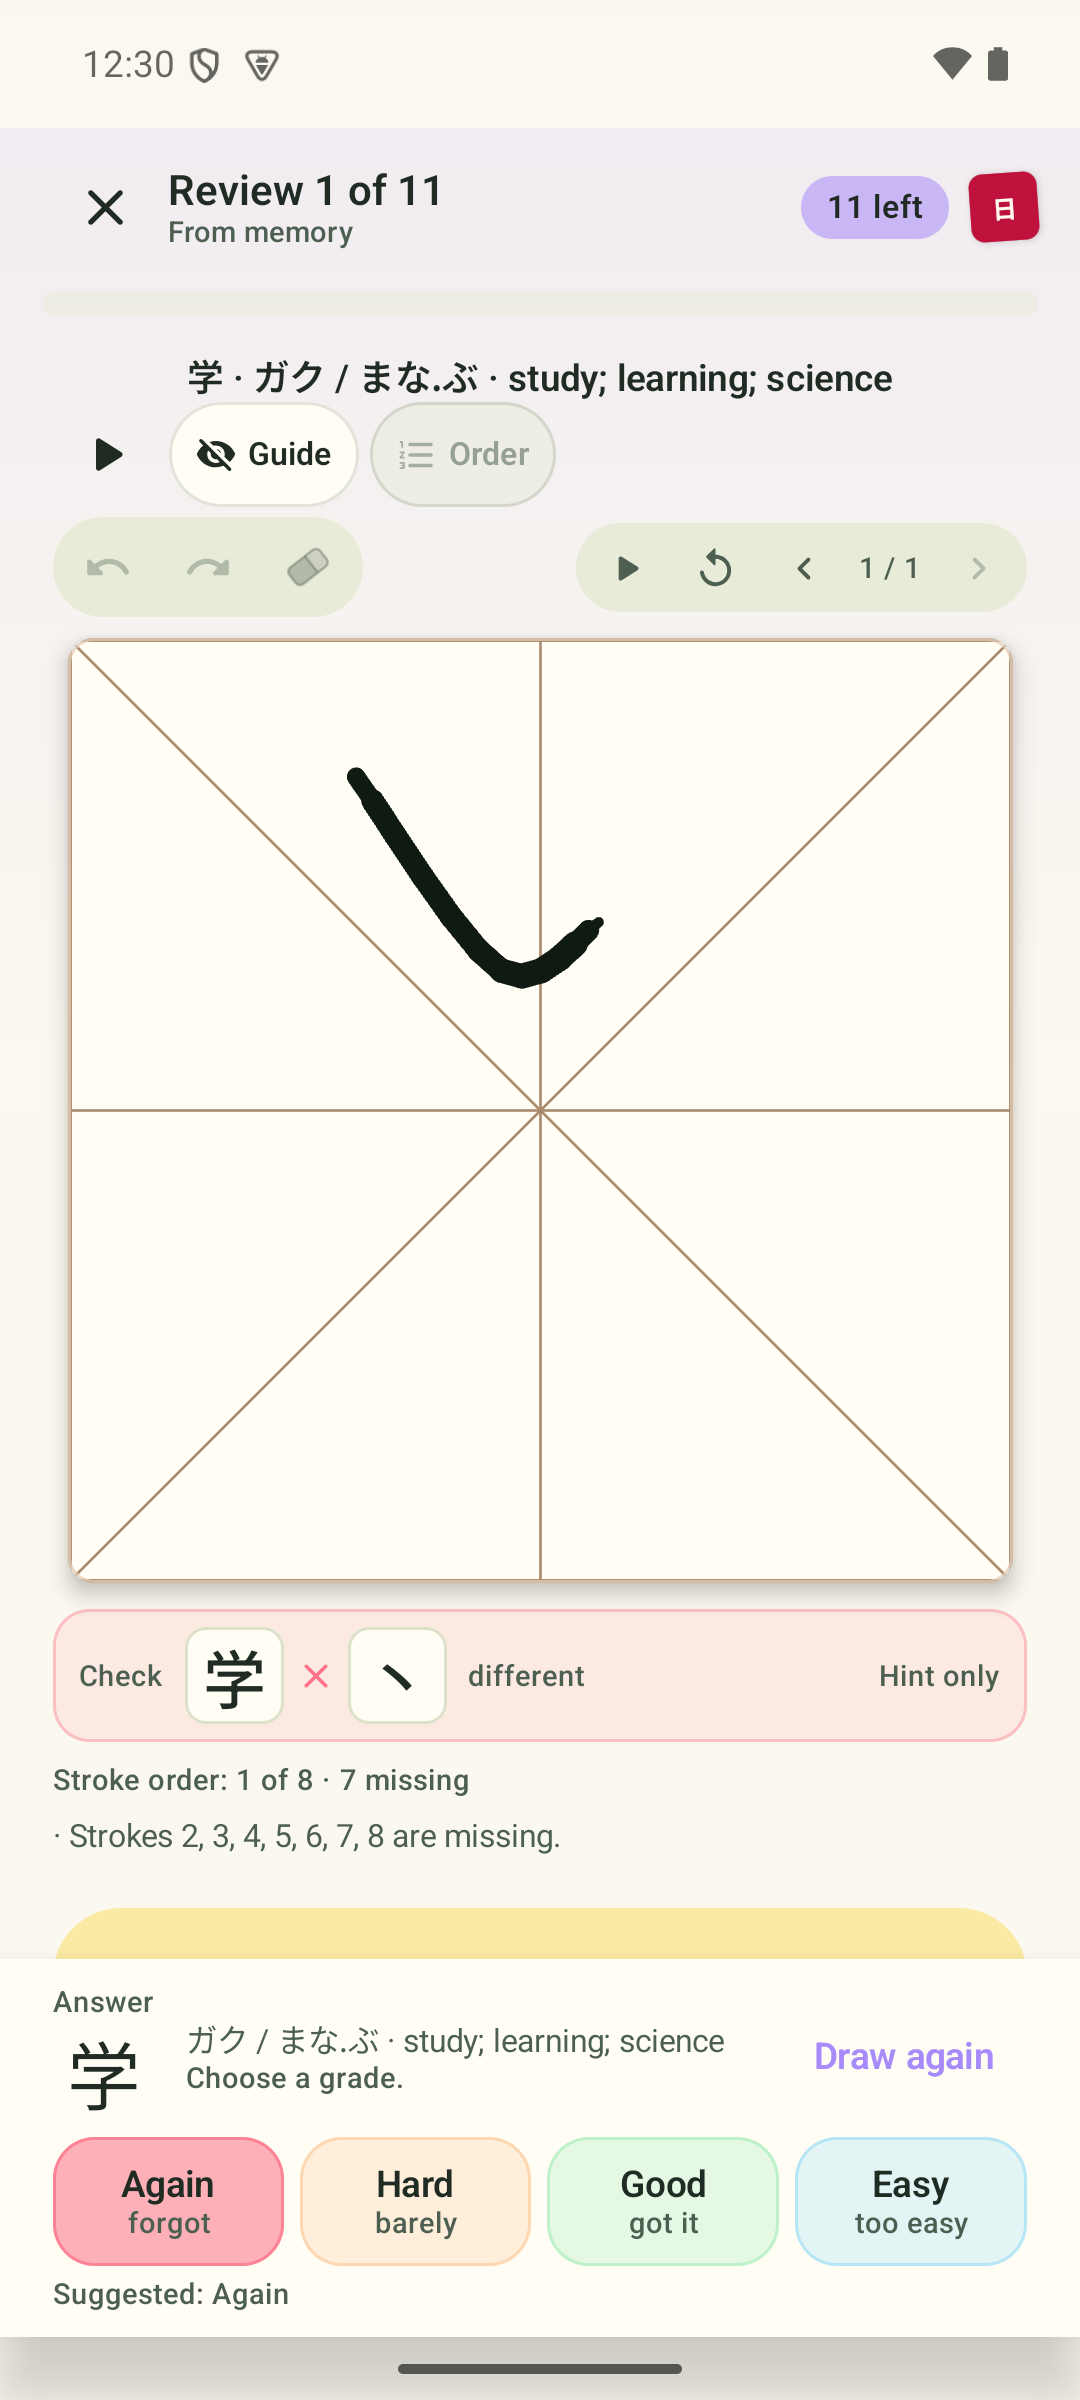 12:30
Review 1 of 11
From memory
11 left
日
学 · ガク / まな.ぶ · study; learning; science
Guide
Order
1 / 1
Check
学
丶
different
Hint only
Stroke order: 1 of 8 · 7 missing
· Strokes 2, 3, 4, 5, 6, 7, 8 are missing.
Answer
学
ガク / まな.ぶ · study; learning; science
Choose a grade.
Draw again
Again
forgot
Hard
barely
Good
got it
Easy
too easy
Suggested: Again